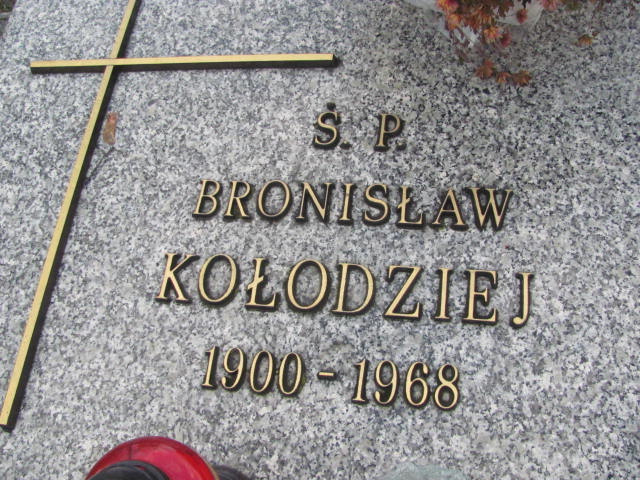 Ś. P.
BRONISŁAW
KOŁODZIEJ
1900 - 1968